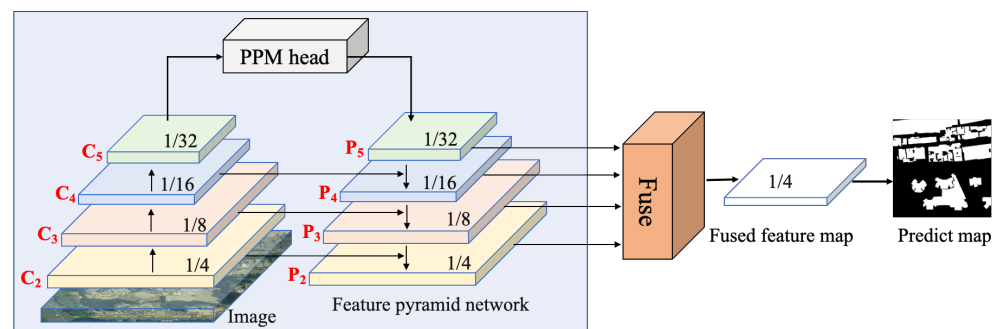 PPM head
C5
1/32
P5
1/32
C4
1/16
P4
1/16
C3
1/8
P3
1/8
C2
1/4
P2
1/4
Image
Feature pyramid network
Fuse
1/4
Fused feature map
Predict map